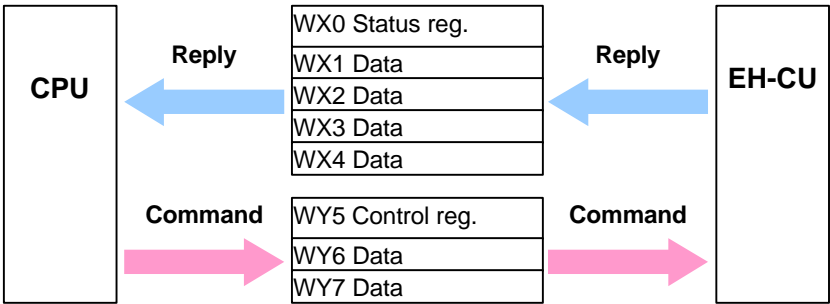 CPU
Reply
WX0 Status reg.
WX1 Data
WX2 Data
WX3 Data
WX4 Data
Reply
EH-CU
Command
WY5 Control reg.
WY6 Data
WY7 Data
Command